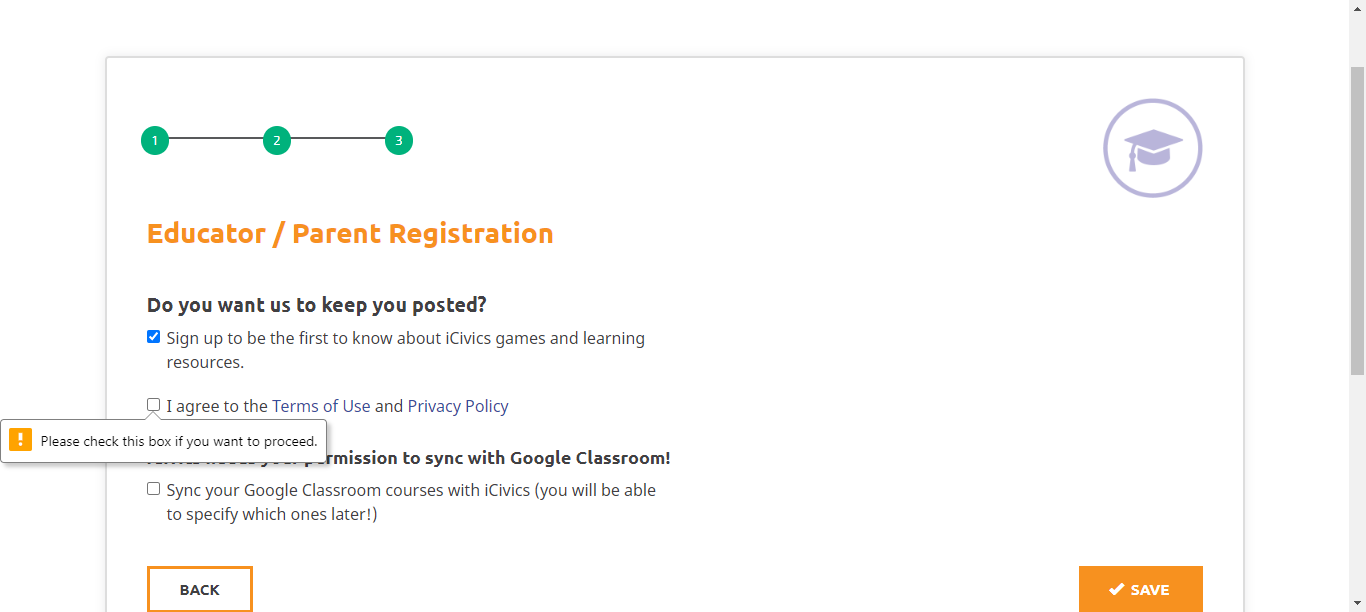 1 2 3
Educator / Parent Registration
Do you want us to keep you posted?
Sign up to be the first to know about iCivics games and learning
resources.
I agree to the Terms of Use and Privacy Policy
Please check this box if you want to proceed.
permission to sync with Google Classroom!
Sync your Google Classroom courses with iCivics (you will be able
to specify which ones later!)
BACK
SAVE